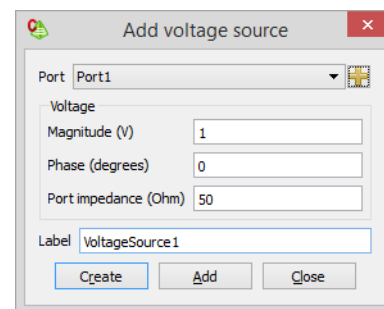 Add voltage source
Port Port1
Voltage
Magnitude (V) 1
Phase (degrees) 0
Port impedance (Ohm) 50
Label VoltageSource1
Create Add Close